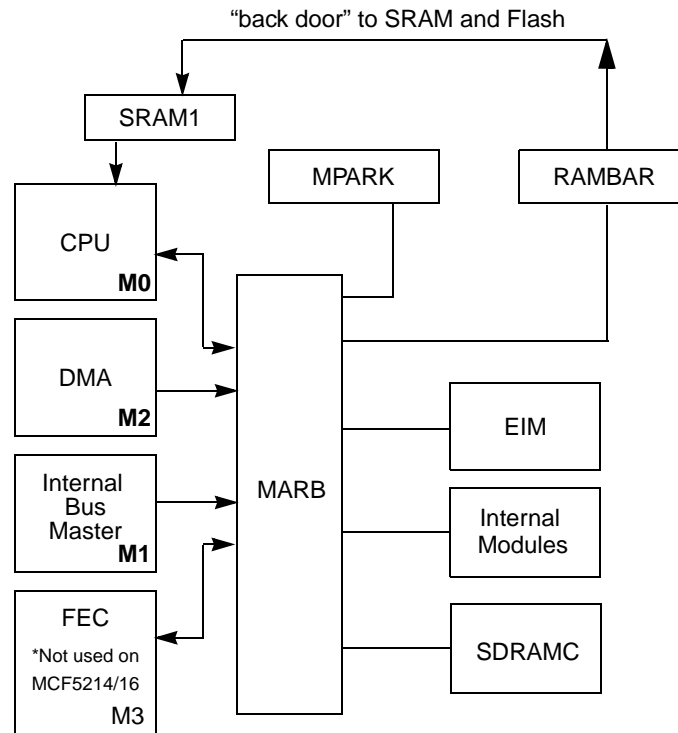 “back door” to SRAM and Flash
SRAM1
MPARK
RAMBAR
CPU
M0
DMA
M2
EIM
MARB
Internal
Bus
Master
M1
Internal
Modules
FEC
*Not used on
MCF5214/16
M3
SDRAMC